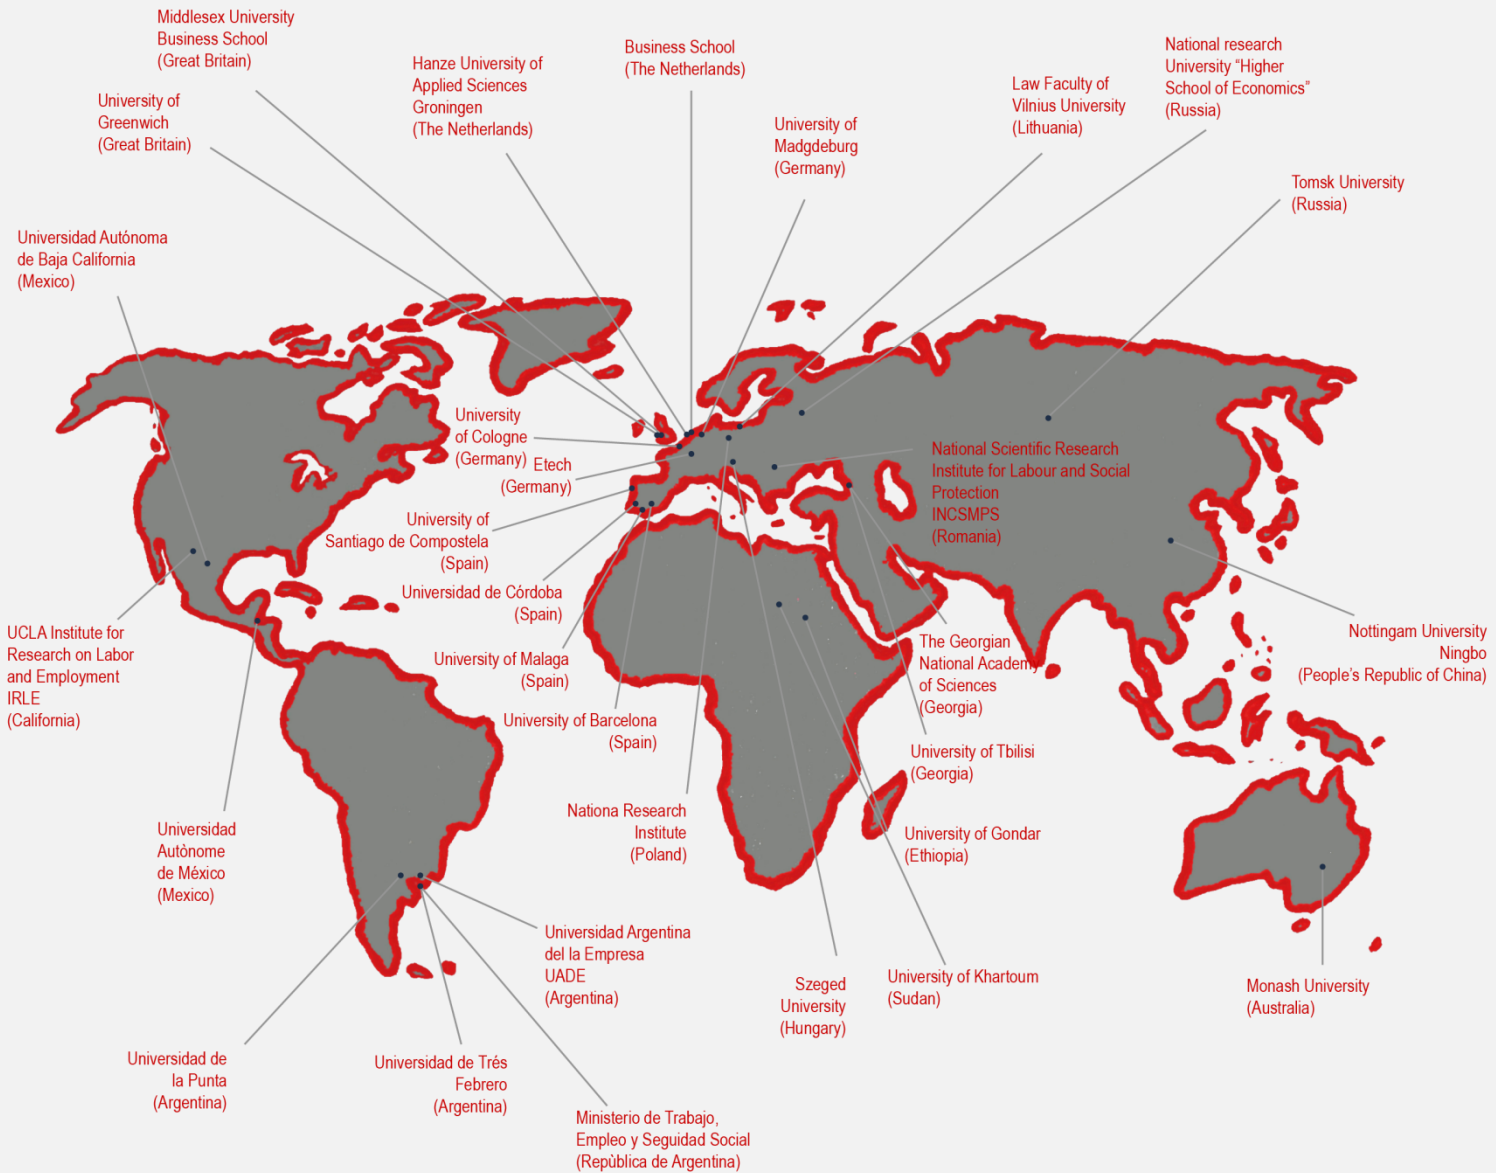 Middlesex University
Business School
(Great Britain)
University of
Greenwich
(Great Britain)
Hanze University of
Applied Sciences
Groningen
(The Netherlands)
Business School
(The Netherlands)
University of
Madgdeburg
(Germany)
Law Faculty of
Vilnius University
(Lithuania)
National research
University “Higher
School of Economics”
(Russia)
Tomsk University
(Russia)
Universidad Autónoma
de Baja California
(Mexico)
University
of Cologne
(Germany)
Etech
(Germany)
National Scientific Research
Institute for Labour and Social
Protection
INCSMPS
(Romania)
University of
Santiago de Compostela
(Spain)
Universidad de Córdoba
(Spain)
University of Malaga
(Spain)
University of Barcelona
(Spain)
UCLA Institute for
Research on Labor
and Employment
IRLE
(California)
The Georgian
National Academy
of Sciences
(Georgia)
Nottingam University
Ningbo
(People’s Republic of China)
University of Tbilisi
(Georgia)
Nationa Research
Institute
(Poland)
University of Gondar
(Ethiopia)
Universidad
Autònome
de México
(Mexico)
Universidad Argentina
del la Empresa
UADE
(Argentina)
Szeged
University
(Hungary)
University of Khartoum
(Sudan)
Monash University
(Australia)
Universidad de
la Punta
(Argentina)
Universidad de Trés
Febrero
(Argentina)
Ministerio de Trabajo,
Empleo y Seguidad Social
(Repùblica de Argentina)